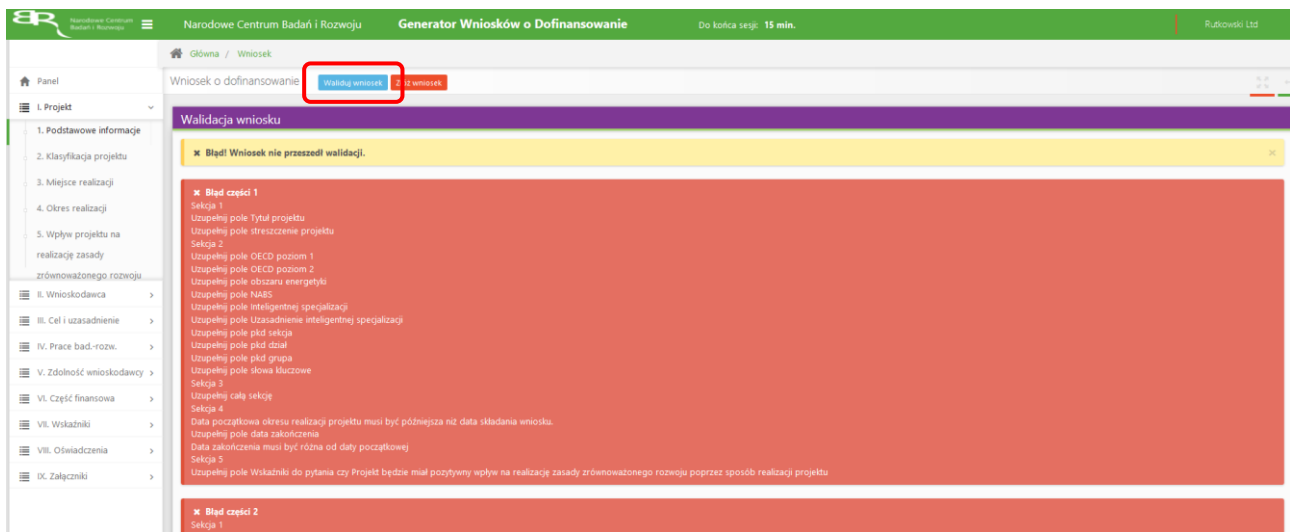 Narodowe Centrum
Badań i Rozwoju
Narodowe Centrum Badań i Rozwoju Generator Wniosków o Dofinansowanie Do końca sesji: 15 min. Rutkowski Ltd
Główna / Wniosek
Wniosek o dofinansowanie Waliduj wniosek Złóż wniosek
Panel
I. Projekt
1. Podstawowe informacje
2. Klasyfikacja projektu
3. Miejsce realizacji
4. Okres realizacji
5. Wpływ projektu na
realizację zasady
zrównoważonego rozwoju
II. Wnioskodawca
III. Cel i uzasadnienie
IV. Prace bad.-rozw.
V. Zdolność wnioskodawcy
VI. Część finansowa
VII. Wskaźniki
VIII. Oświadczenia
IX. Załączniki
Walidacja wniosku
Błąd! Wniosek nie przeszedł walidacji.
Błąd części 1
Sekcja 1
Uzupełnij pole Tytuł projektu
Uzupełnij pole streszczenie projektu
Sekcja 2
Uzupełnij pole OECD poziom 1
Uzupełnij pole OECD poziom 2
Uzupełnij pole obszaru energetyki
Uzupełnij pole NABS
Uzupełnij pole Inteligentnej specjalizacji
Uzupełnij pole Uzasadnienie inteligentnej specjalizacji
Uzupełnij pole pkd sekcja
Uzupełnij pole pkd dział
Uzupełnij pole pkd grupa
Uzupełnij pole słowa kluczowe
Sekcja 3
Uzupełnij całą sekcję
Sekcja 4
Data początkowa okresu realizacji projektu musi być późniejsza niż data składania wniosku.
Uzupełnij pole data zakończenia
Data zakończenia musi być różna od daty początkowej
Sekcja 5
Uzupełnij pole Wskaźniki do pytania czy Projekt będzie miał pozytywny wpływ na realizację zasady zrównoważonego rozwoju poprzez sposób realizacji projektu
Błąd części 2
Sekcja 1